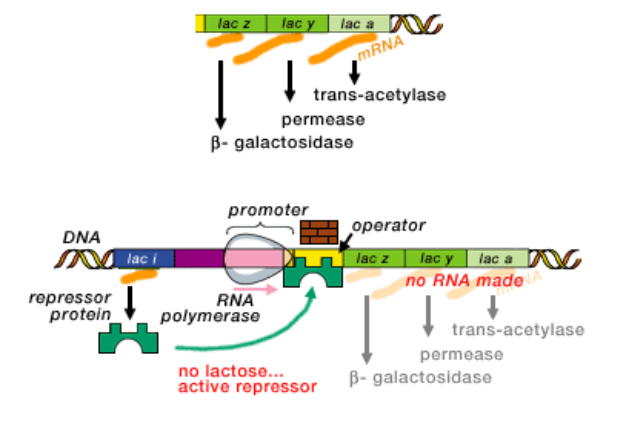 lac z lac y lac a
mRNA
trans-acetylase
permease
β- galactosidase
promoter
operator
DNA
lac i lac z lac y lac a
no RNA made
mRNA
repressor
protein
RNA
polymerase
trans-acetylase
permease
β- galactosidase
no lactose...
active repressor